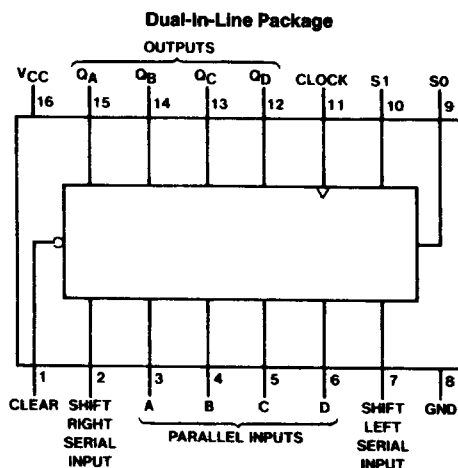 Dual-In-Line Package
OUTPUTS
VCC QA QB QC QD CLOCK S1 S0
16 15 14 13 12 11 10 9
1 2 3 4 5 6 7 8
CLEAR SHIFT RIGHT SERIAL INPUT A B C D SHIFT LEFT SERIAL INPUT GND
PARALLEL INPUTS